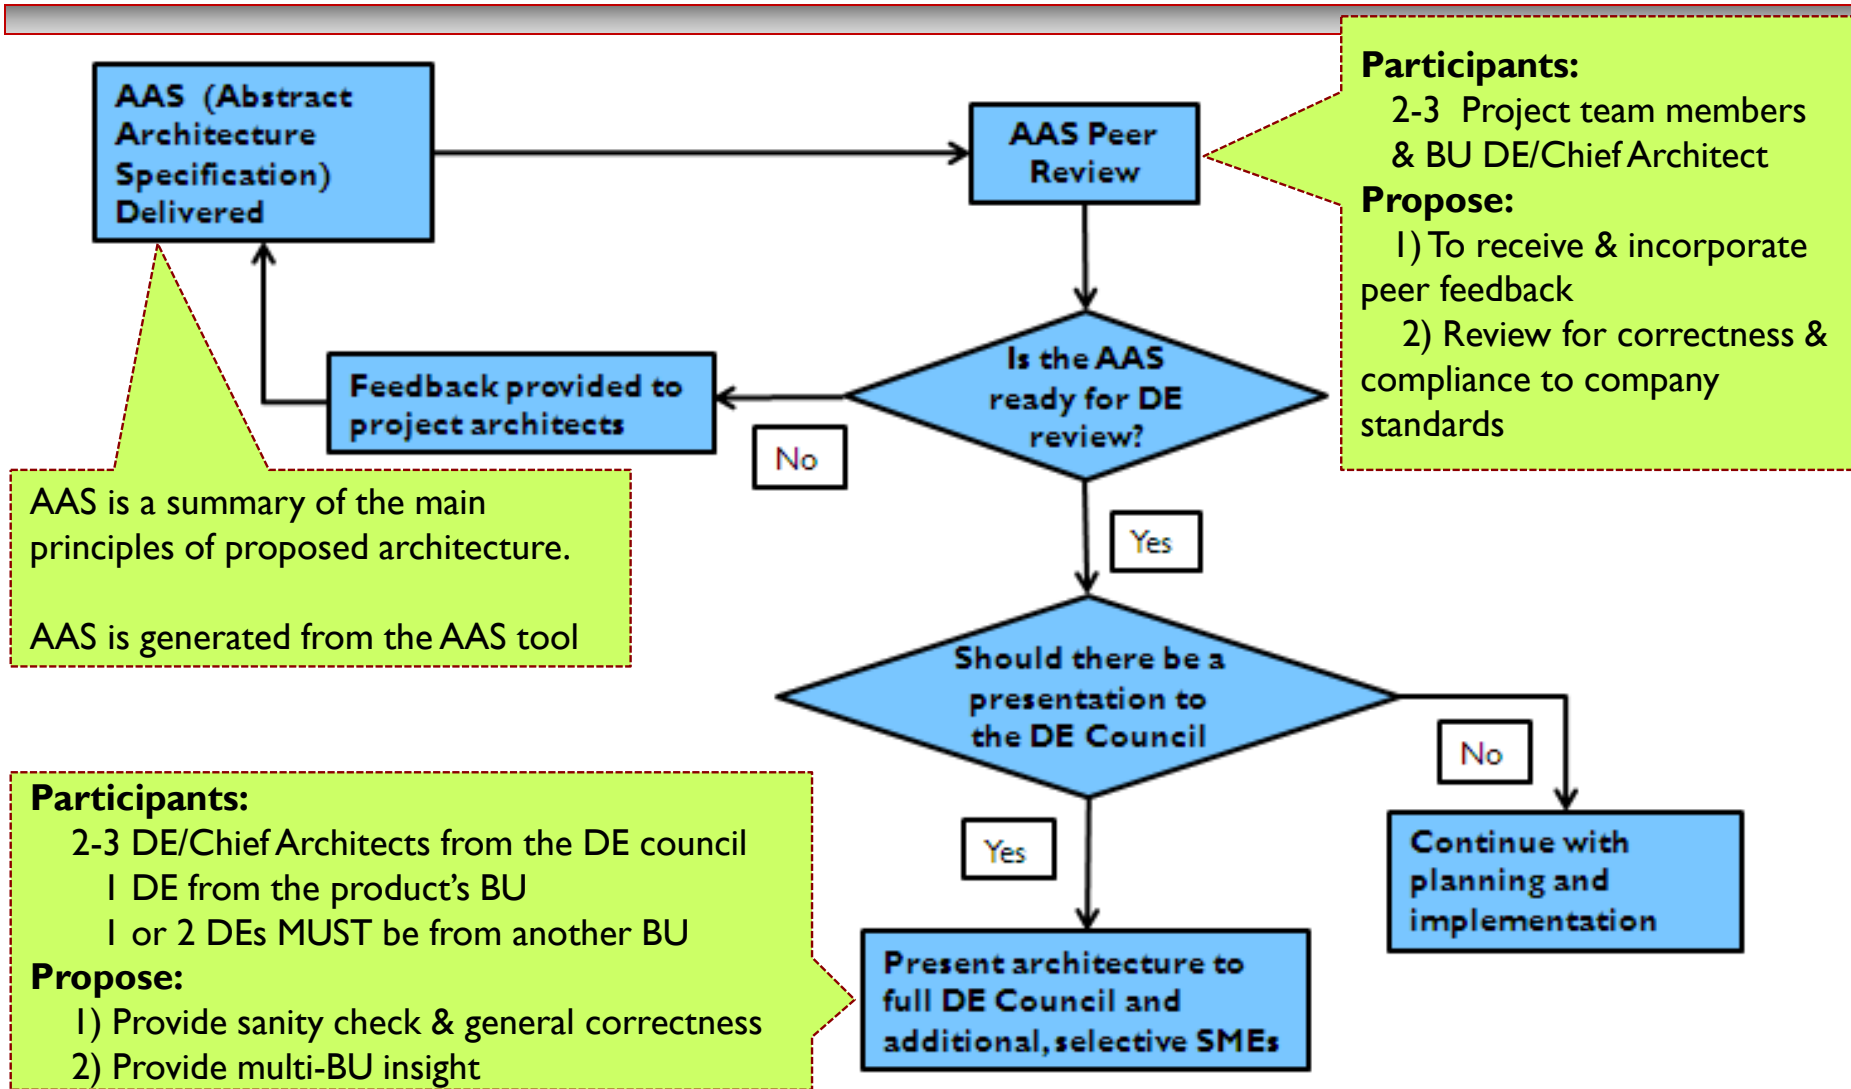 AAS (Abstract
Architecture
Specification)
Delivered
AAS Peer
Review
Participants:
2-3 Project team members
& BU DE/Chief Architect
Propose:
1) To receive & incorporate
peer feedback
2) Review for correctness &
compliance to company
standards
Is the AAS
ready for DE
review?
Feedback provided to
project architects
No
AAS is a summary of the main
principles of proposed architecture.
AAS is generated from the AAS tool
Yes
Should there be a
presentation to
the DE Council
No
Participants:
2-3 DE/Chief Architects from the DE council
1 DE from the product’s BU
1 or 2 DEs MUST be from another BU
Propose:
1) Provide sanity check & general correctness
2) Provide multi-BU insight
Yes
Continue with
planning and
implementation
Present architecture to
full DE Council and
additional, selective SMEs